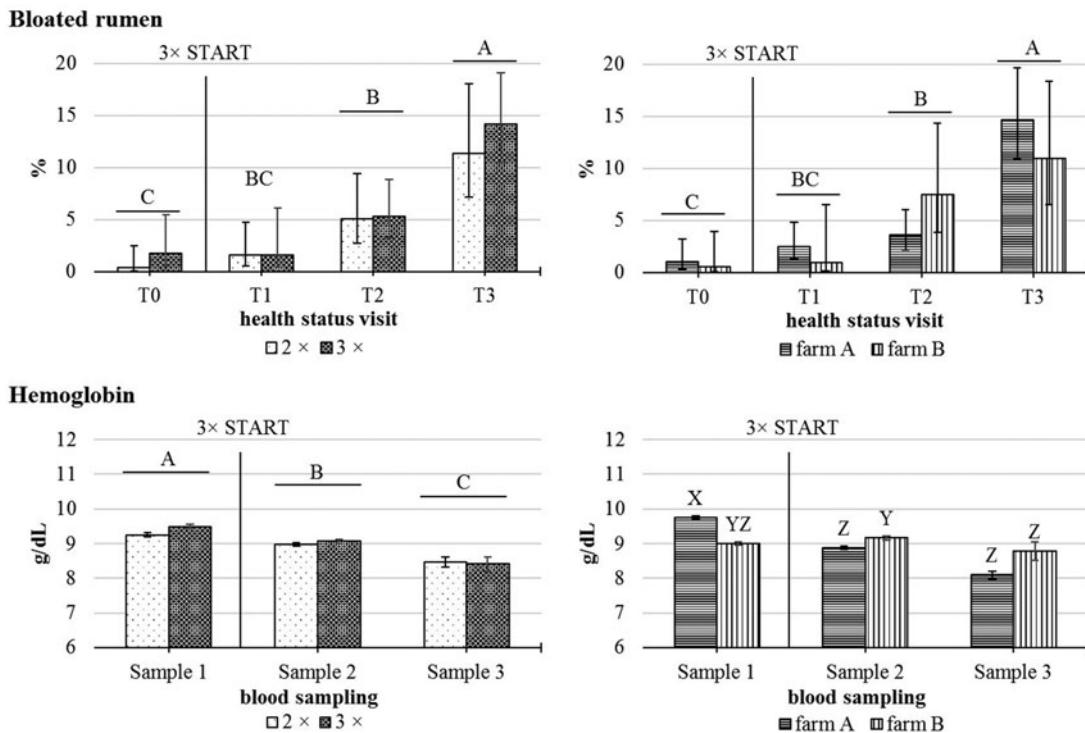 Bloated rumen
3× START
A
20
15
B
10
%
BC
5
C
0
T0 T1 T2 T3
health status visit
2 × 3 ×
3× START
A
20
15
B
10
%
BC
5
C
0
T0 T1 T2 T3
health status visit
farm A farm B
Hemoglobin
3× START
12
A
11
B
C
10
9
g/dL
8
7
6
Sample 1 Sample 2 Sample 3
blood sampling
2 × 3 ×
3× START
12
11
10
X
YZ
Z
Y
9
Z
Z
g/dL
8
7
6
Sample 1 Sample 2 Sample 3
blood sampling
farm A farm B